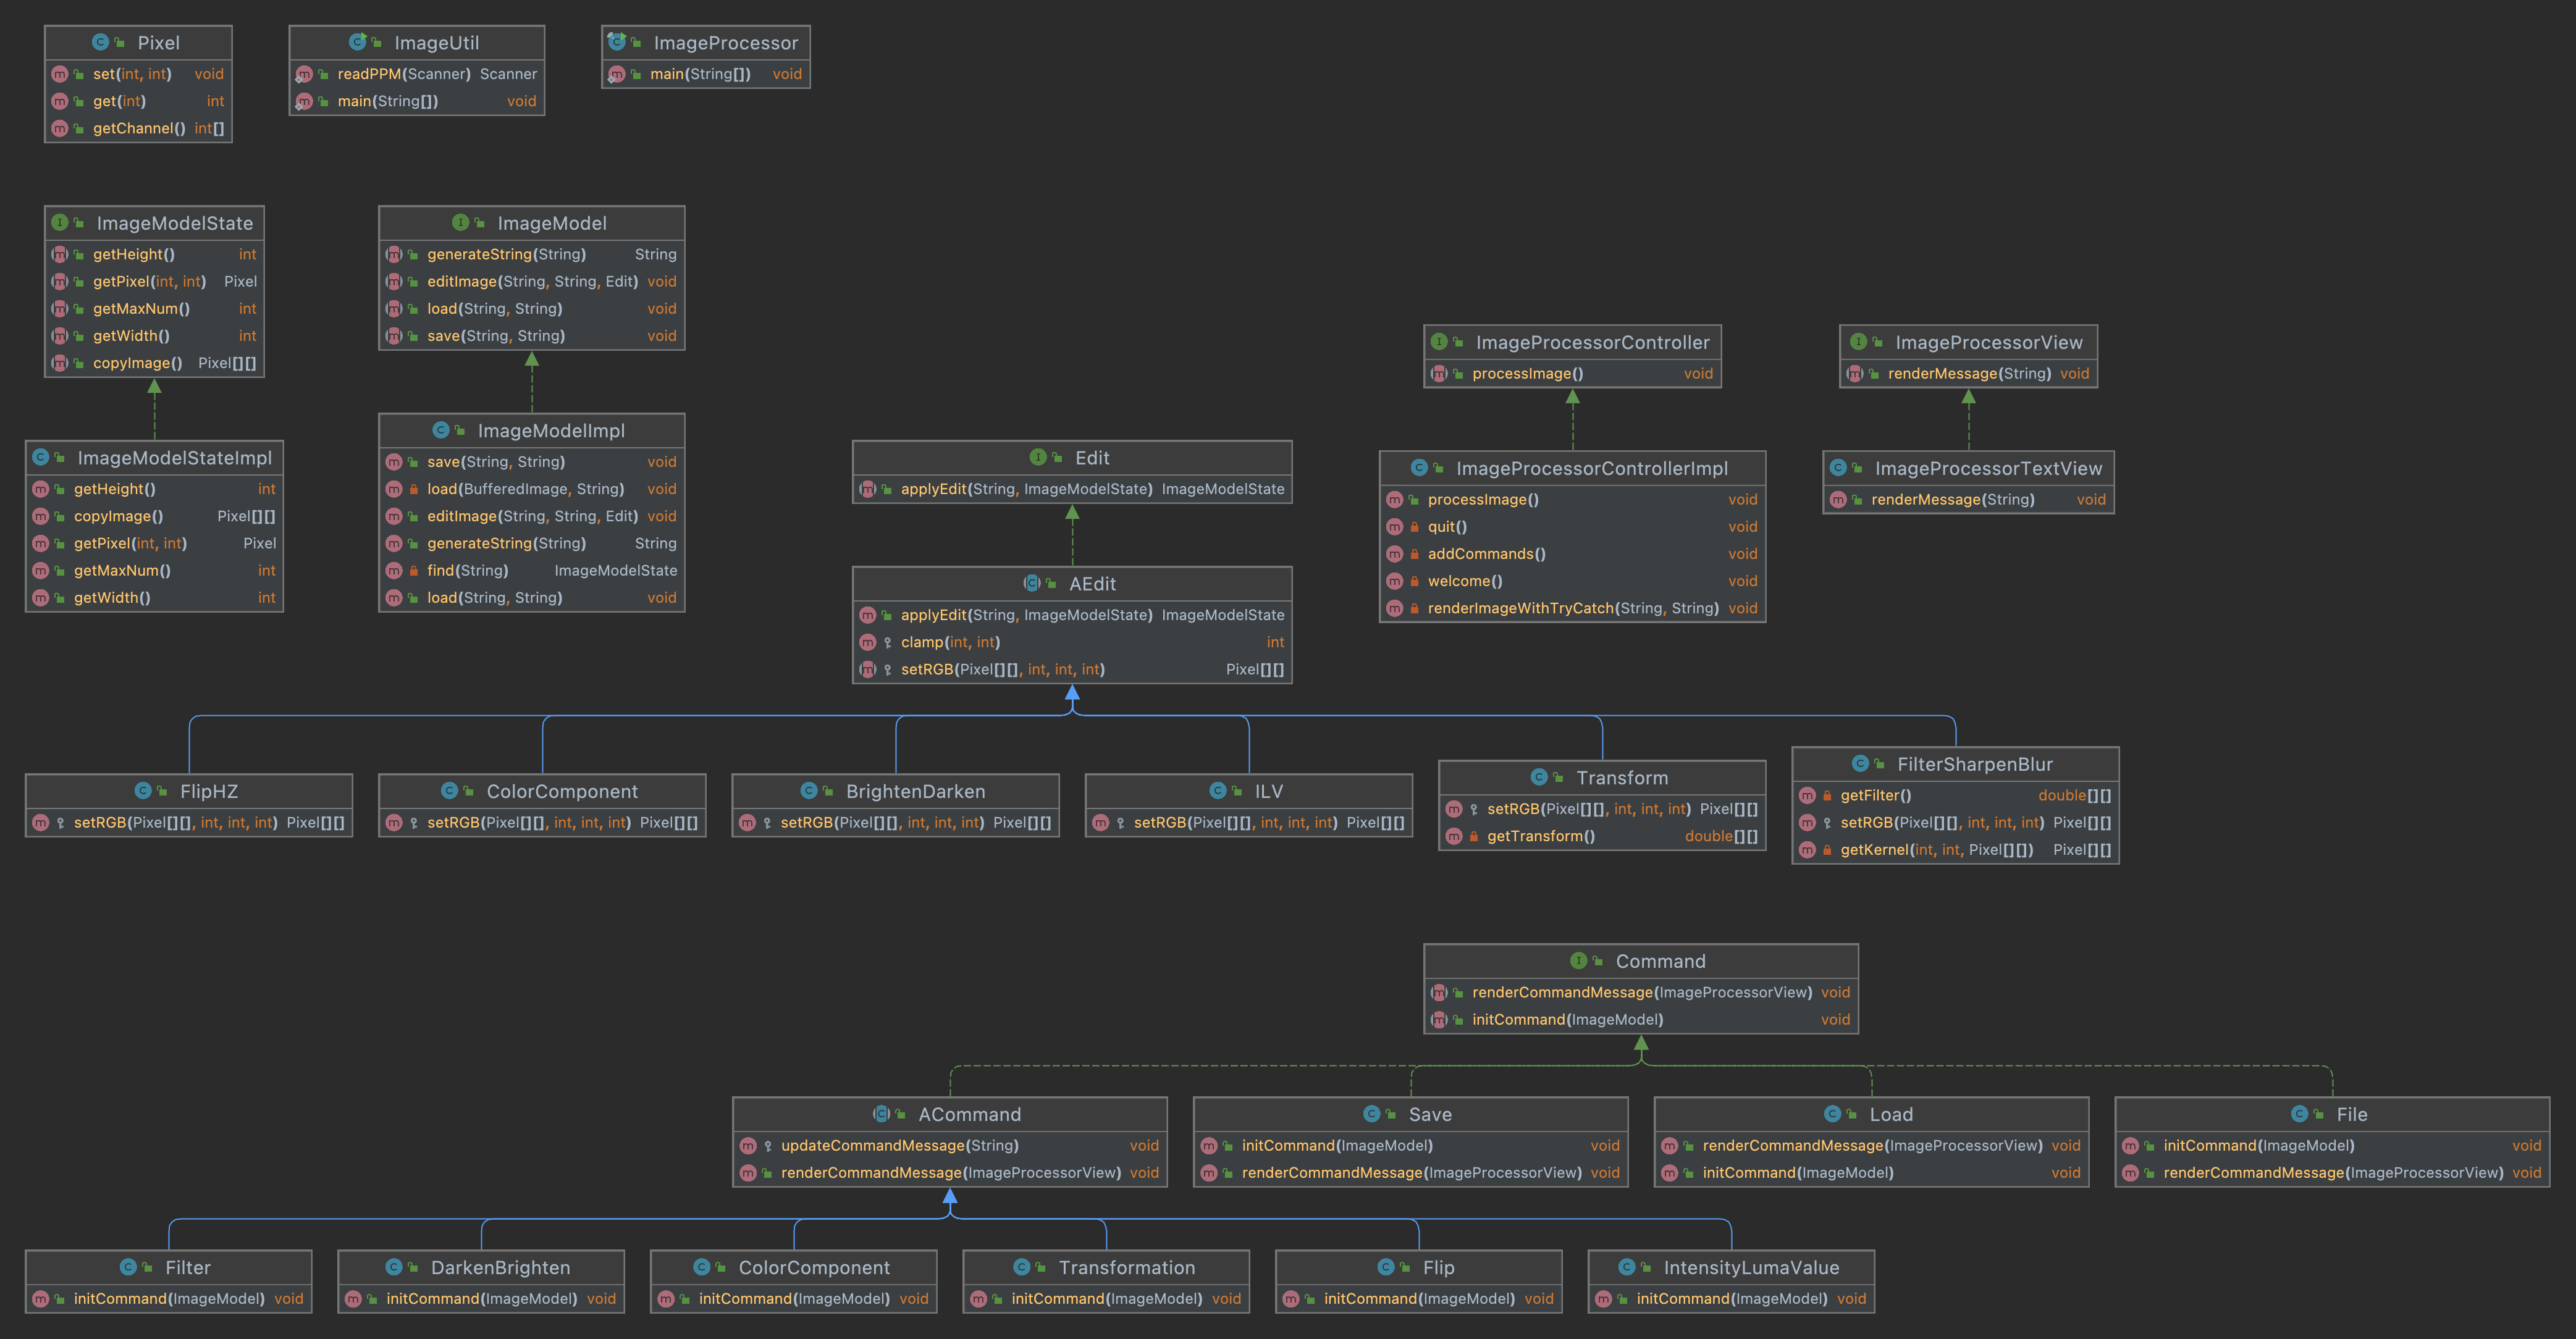 Pixel
set(int, int) void
get(int) int
getChannel() int[]
ImageUtil
readPPM(Scanner) Scanner
main(String[]) void
ImageProcessor
main(String[]) void
ImageModelState
getHeight() int
getPixel(int, int) Pixel
getMaxNum() int
getWidth() int
copyImage() Pixel[][]
ImageModel
generateString(String) String
editImage(String, String, Edit) void
load(String, String) void
save(String, String) void
ImageProcessorController
processImage() void
ImageProcessorView
renderMessage(String) void
ImageModelStateImpl
getHeight() int
copyImage() Pixel[][]
getPixel(int, int) Pixel
getMaxNum() int
getWidth() int
ImageModelImpl
save(String, String) void
load(BufferedImage, String) void
editImage(String, String, Edit) void
generateString(String) String
find(String) ImageModelState
load(String, String) void
Edit
applyEdit(String, ImageModelState) ImageModelState
ImageProcessorControllerImpl
processImage() void
quit() void
addCommands() void
welcome() void
renderImageWithTryCatch(String, String) void
ImageProcessorTextView
renderMessage(String) void
AEdit
applyEdit(String, ImageModelState) ImageModelState
clamp(int, int) int
setRGB(Pixel[][], int, int, int) Pixel[][]
FlipHZ
setRGB(Pixel[][], int, int, int) Pixel[][]
ColorComponent
setRGB(Pixel[][], int, int, int) Pixel[][]
BrightenDarken
setRGB(Pixel[][], int, int, int) Pixel[][]
ILV
setRGB(Pixel[][], int, int, int) Pixel[][]
Transform
setRGB(Pixel[][], int, int, int) Pixel[][]
getTransform() double[][]
FilterSharpenBlur
getFilter() double[][]
setRGB(Pixel[][], int, int, int) Pixel[][]
getKernel(int, int, Pixel[][]) Pixel[][]
Command
renderCommandMessage(ImageProcessorView) void
initCommand(ImageModel) void
ACommand
updateCommandMessage(String) void
renderCommandMessage(ImageProcessorView) void
Save
initCommand(ImageModel) void
renderCommandMessage(ImageProcessorView) void
Load
renderCommandMessage(ImageProcessorView) void
initCommand(ImageModel) void
File
initCommand(ImageModel) void
renderCommandMessage(ImageProcessorView) void
Filter
initCommand(ImageModel) void
DarkenBrighten
initCommand(ImageModel) void
ColorComponent
initCommand(ImageModel) void
Transformation
initCommand(ImageModel) void
Flip
initCommand(ImageModel) void
IntensityLumaValue
initCommand(ImageModel) void